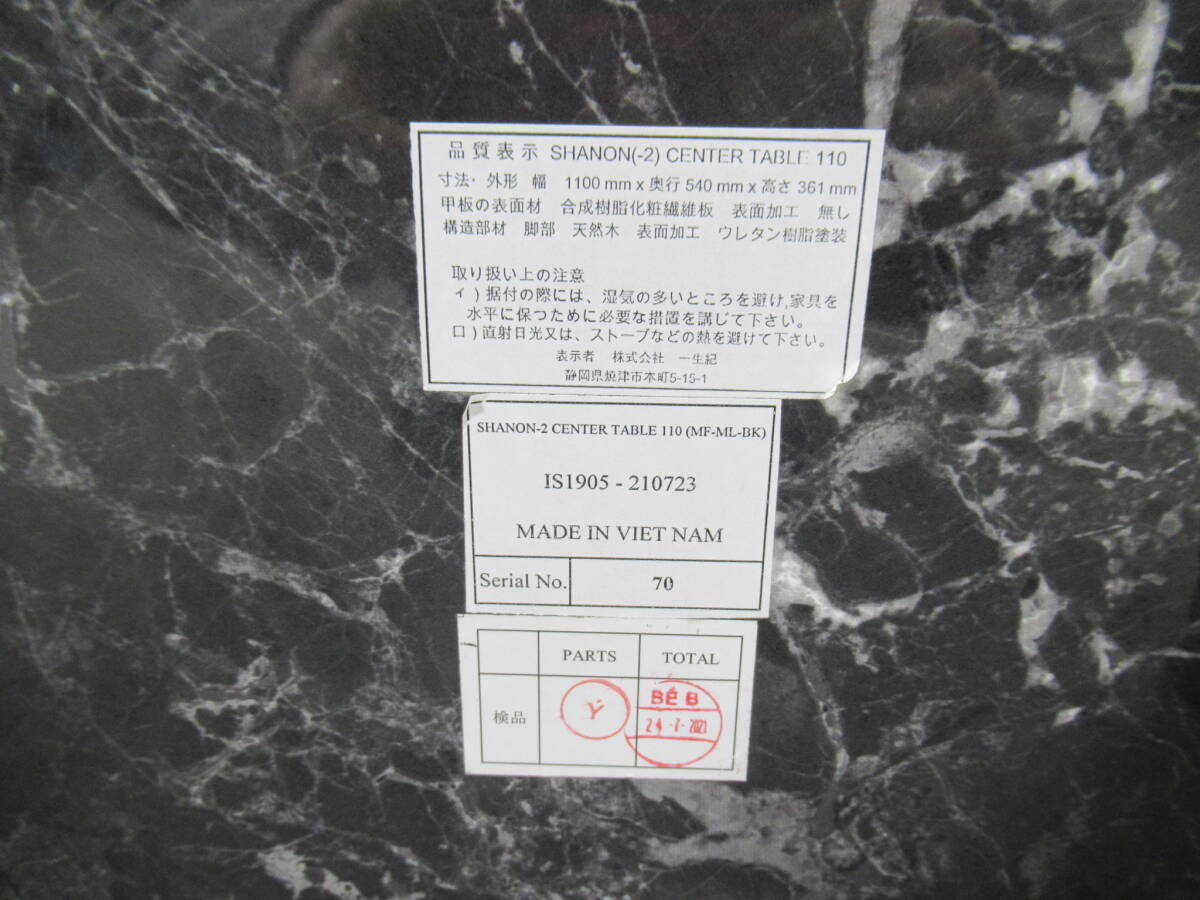 品質表示 SHANON(-2) CENTER TABLE 110
寸法・外形 幅 1100 mm x 奥行 540 mm x 高さ 361 mm
甲板の表面材 合成樹脂化粧繊維板 表面加工 無し
構造部材 脚部 天然木 表面加工 ウレタン樹脂塗装
取り扱い上の注意
ィ）据付の際には、湿気の多いところを避け,家具を
水平に保つために必要な措置を講じて下さい。
ロ）直射日光又は、ストーブなどの熱を避けて下さい。
表示者 株式会社 一生紀
静岡県焼津市本町5-15-1
SHANON-2 CENTER TABLE 110 (MF-ML-BK)
IS1905 - 210723
MADE IN VIET NAM
Serial No. 70
PARTS TOTAL
検品 Y BÉ B
24 -7- 2021